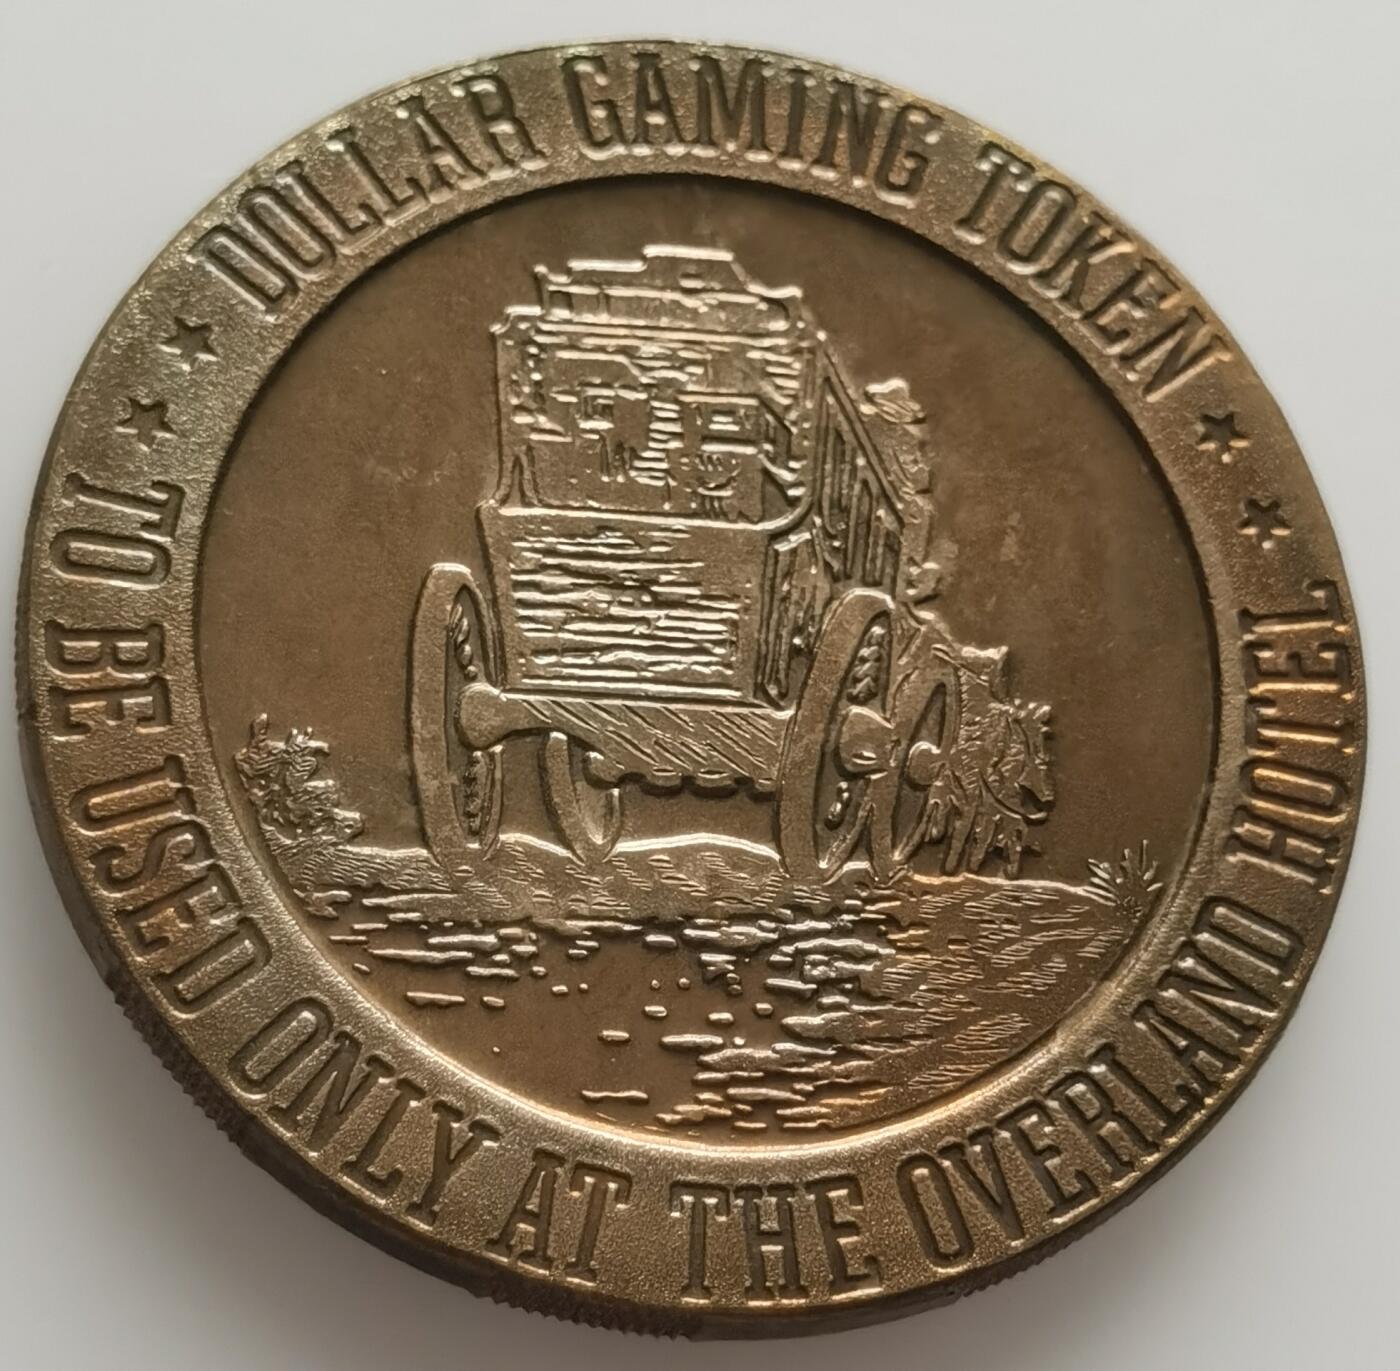 DOLLAR GAMING TOKEN
TO BE USED ONLY AT THE OVERLAND HOTEL